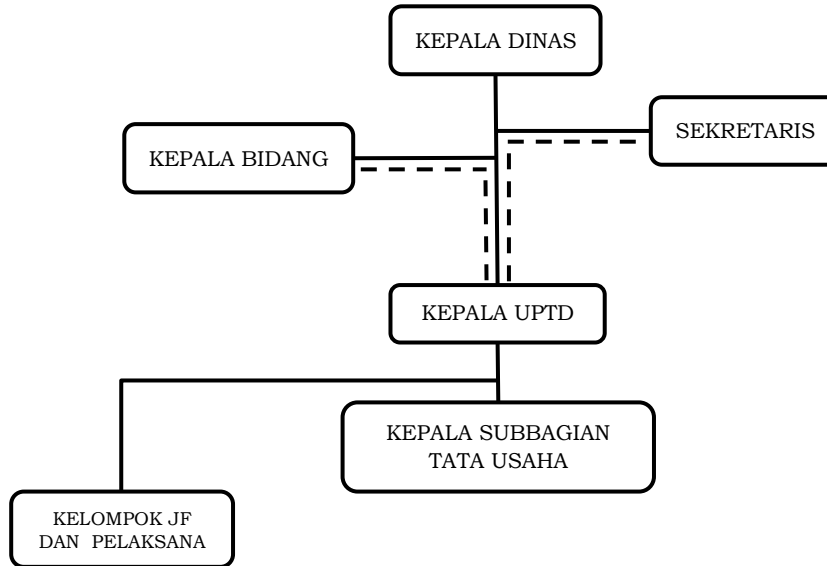 KEPALA DINAS
SEKRETARIS
KEPALA BIDANG
KEPALA UPTD
KEPALA SUBBAGIAN
TATA USAHA
KELOMPOK JF
DAN PELAKSANA